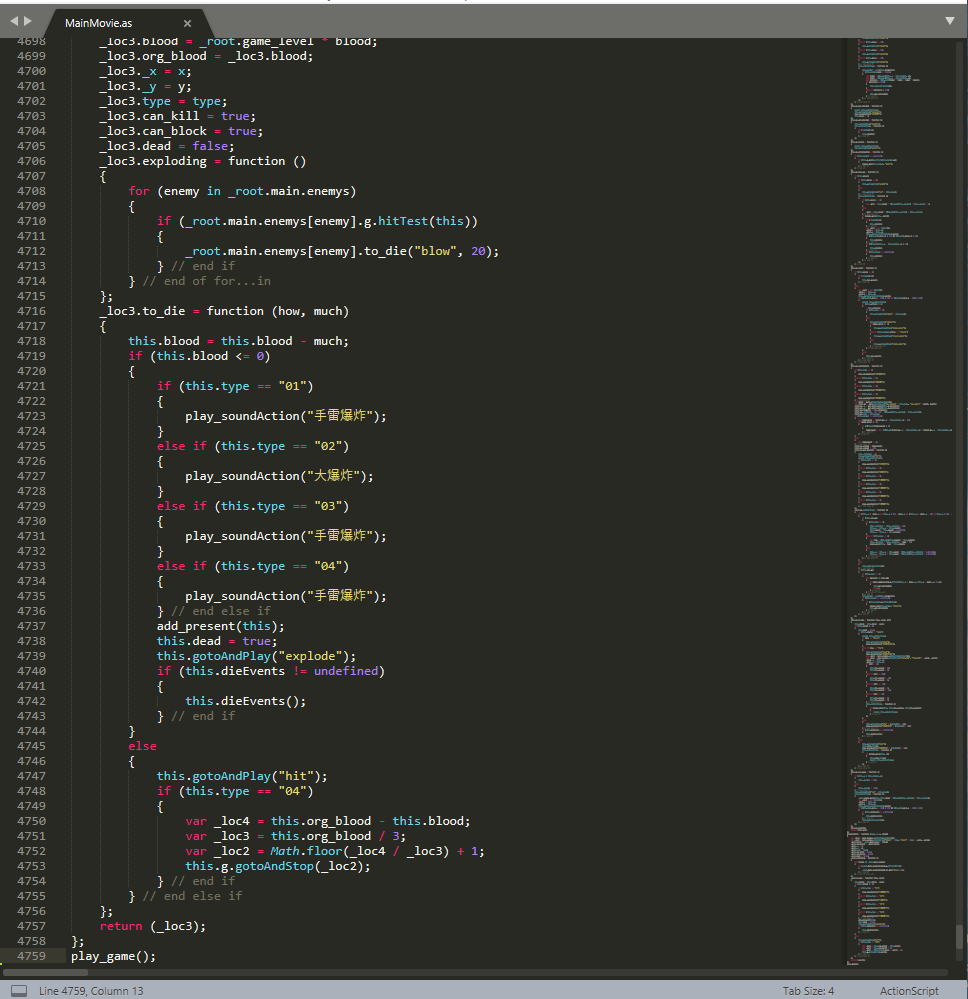 MainMovie.as
4698 _loc3.blood = _root.game_level * blood;
4699 _loc3.org_blood = _loc3.blood;
4700 _loc3._x = x;
4701 _loc3._y = y;
4702 _loc3.type = type;
4703 _loc3.can_kill = true;
4704 _loc3.can_block = true;
4705 _loc3.dead = false;
4706 _loc3.exploding = function ()
4707 {
4708 for (enemy in _root.main.enemys)
4709 {
4710 if (_root.main.enemys[enemy].g.hitTest(this))
4711 {
4712 _root.main.enemys[enemy].to_die("blow", 20);
4713 } // end if
4714 } // end of for...in
4715 };
4716 _loc3.to_die = function (how, much)
4717 {
4718 this.blood = this.blood - much;
4719 if (this.blood <= 0)
4720 {
4721 if (this.type == "01")
4722 {
4723 play_soundAction("手雷爆炸");
4724 }
4725 else if (this.type == "02")
4726 {
4727 play_soundAction("大爆炸");
4728 }
4729 else if (this.type == "03")
4730 {
4731 play_soundAction("手雷爆炸");
4732 }
4733 else if (this.type == "04")
4734 {
4735 play_soundAction("手雷爆炸");
4736 } // end else if
4737 add_present(this);
4738 this.dead = true;
4739 this.gotoAndPlay("explode");
4740 if (this.dieEvents != undefined)
4741 {
4742 this.dieEvents();
4743 } // end if
4744 }
4745 else
4746 {
4747 this.gotoAndPlay("hit");
4748 if (this.type == "04")
4749 {
4750 var _loc4 = this.org_blood - this.blood;
4751 var _loc3 = this.org_blood / 3;
4752 var _loc2 = Math.floor(_loc4 / _loc3) + 1;
4753 this.g.gotoAndStop(_loc2);
4754 } // end if
4755 } // end else if
4756 };
4757 return (_loc3);
4758 };
4759 play_game();
Line 4759, Column 13
Tab Size: 4
ActionScript